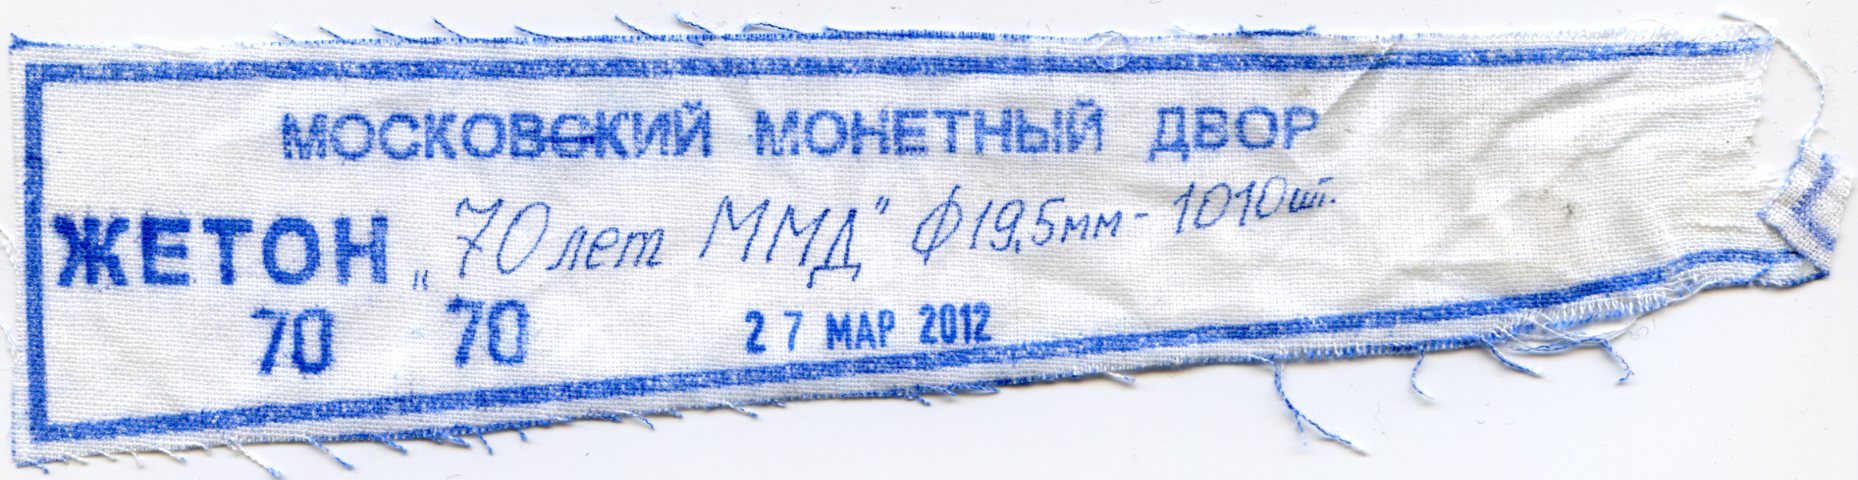 МОСКОВСКИЙ МОНЕТНЫЙ ДВОР
ЖЕТОН „70 лет ММД" Ф19,5мм - 1010шт.
70 70 27 МАР 2012